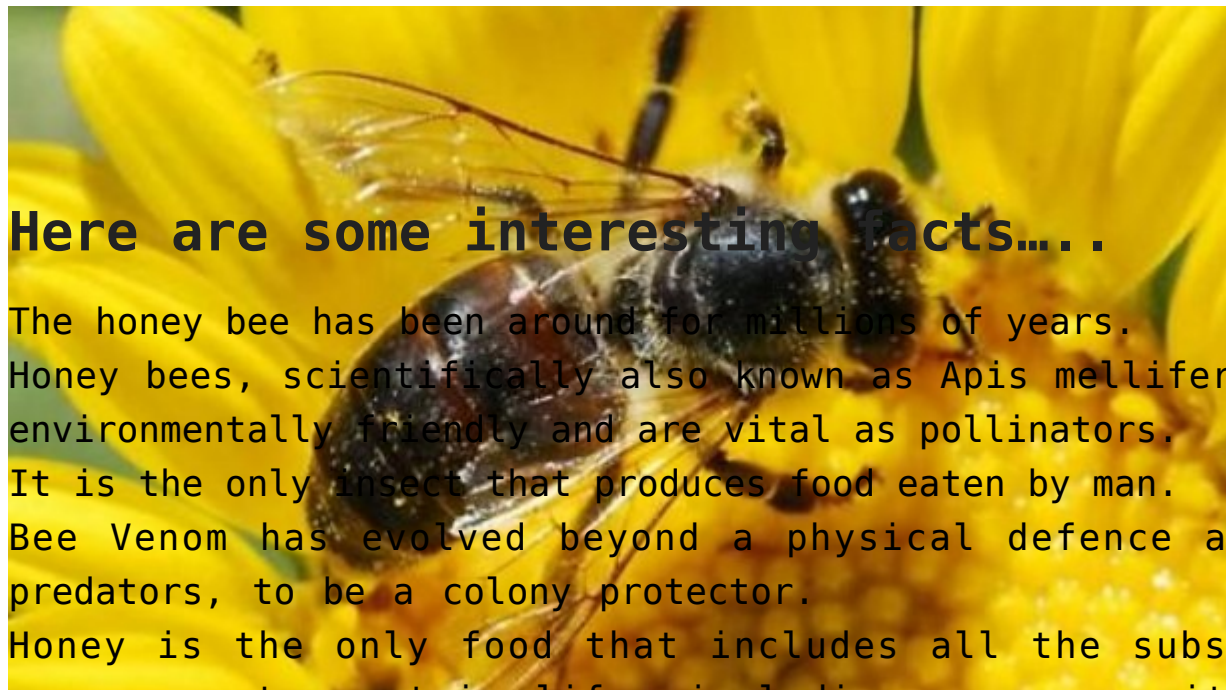 Here are some interesting facts…..
The honey bee has been around for millions of years.
Honey bees, scientifically also known as Apis mellifer
environmentally friendly and are vital as pollinators.
It is the only insect that produces food eaten by man.
Bee Venom has evolved beyond a physical defence a
predators, to be a colony protector.
Honey is the only food that includes all the subs